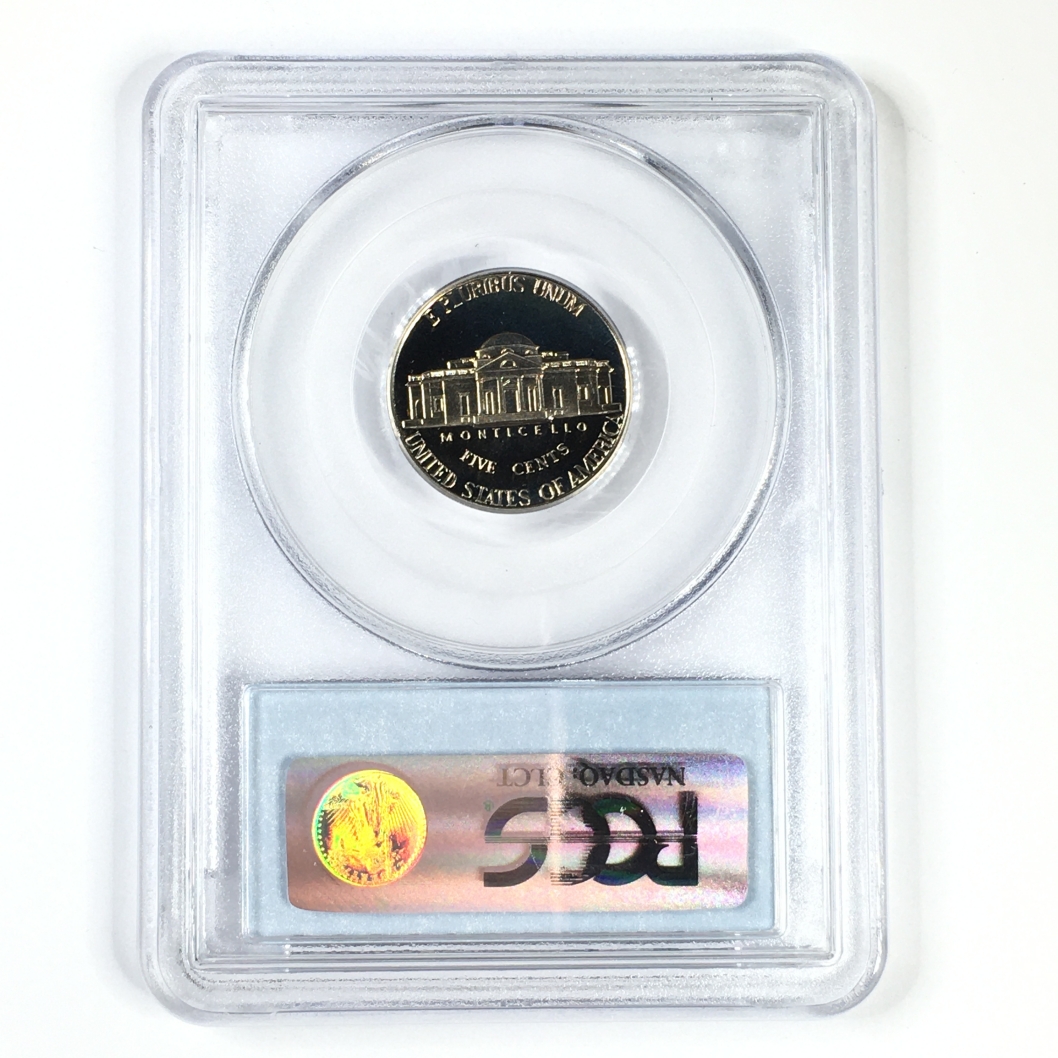 E PLURIBUS UNUM
MONTICELLO
FIVE CENTS
UNITED STATES OF AMERICA
NASDAQ: CLCT
PCGS